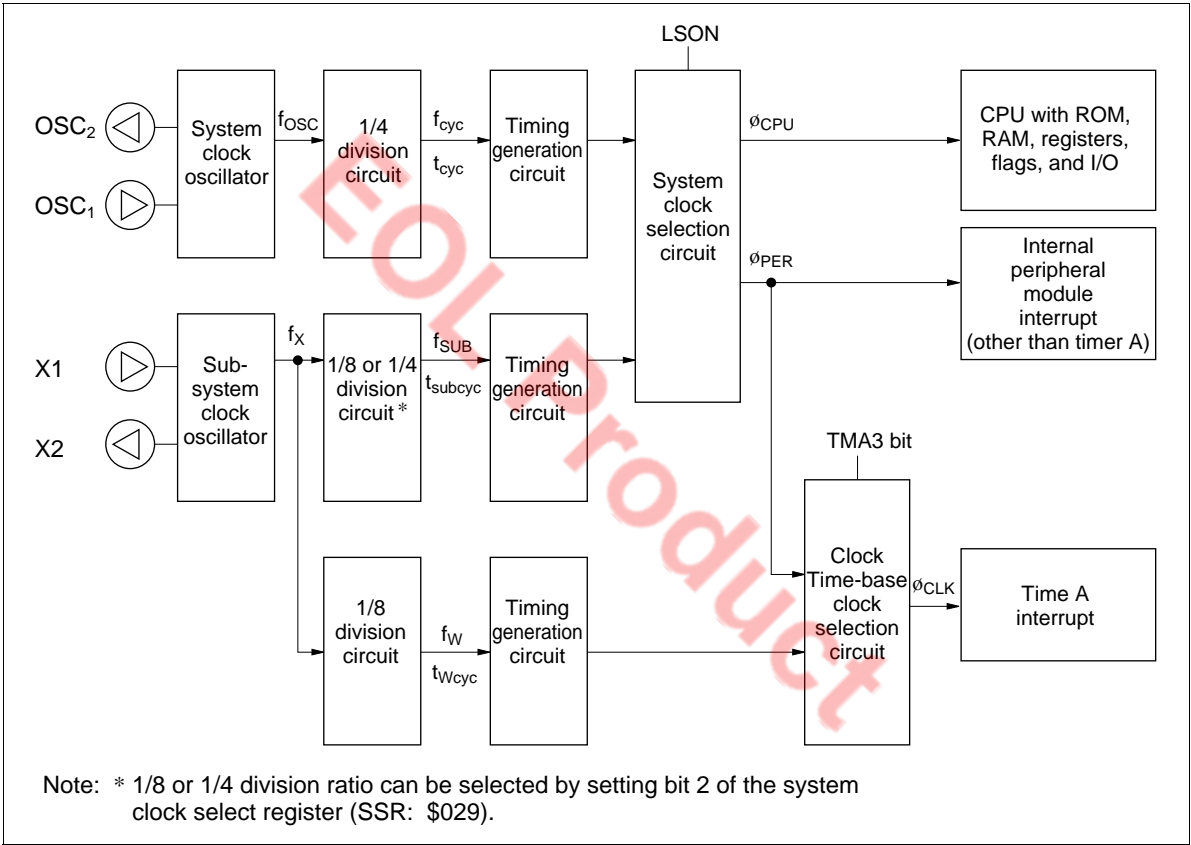 LSON
OSC2
OSC1
System
clock
oscillator
fOSC
1/4
division
circuit
fcyc
tcyc
Timing
generation
circuit
System
clock
selection
circuit
øCPU
CPU with ROM,
RAM, registers,
flags, and I/O
øPER
Internal
peripheral
module
interrupt
(other than timer A)
X1
X2
Sub-
system
clock
oscillator
fX
1/8 or 1/4
division
circuit *
fSUB
tsubcyc
Timing
generation
circuit
TMA3 bit
1/8
division
circuit
fW
tWcyc
Timing
generation
circuit
Clock
Time-base
clock
selection
circuit
øCLK
Time A
interrupt
EOL Product
Note: * 1/8 or 1/4 division ratio can be selected by setting bit 2 of the system
clock select register (SSR: $029).